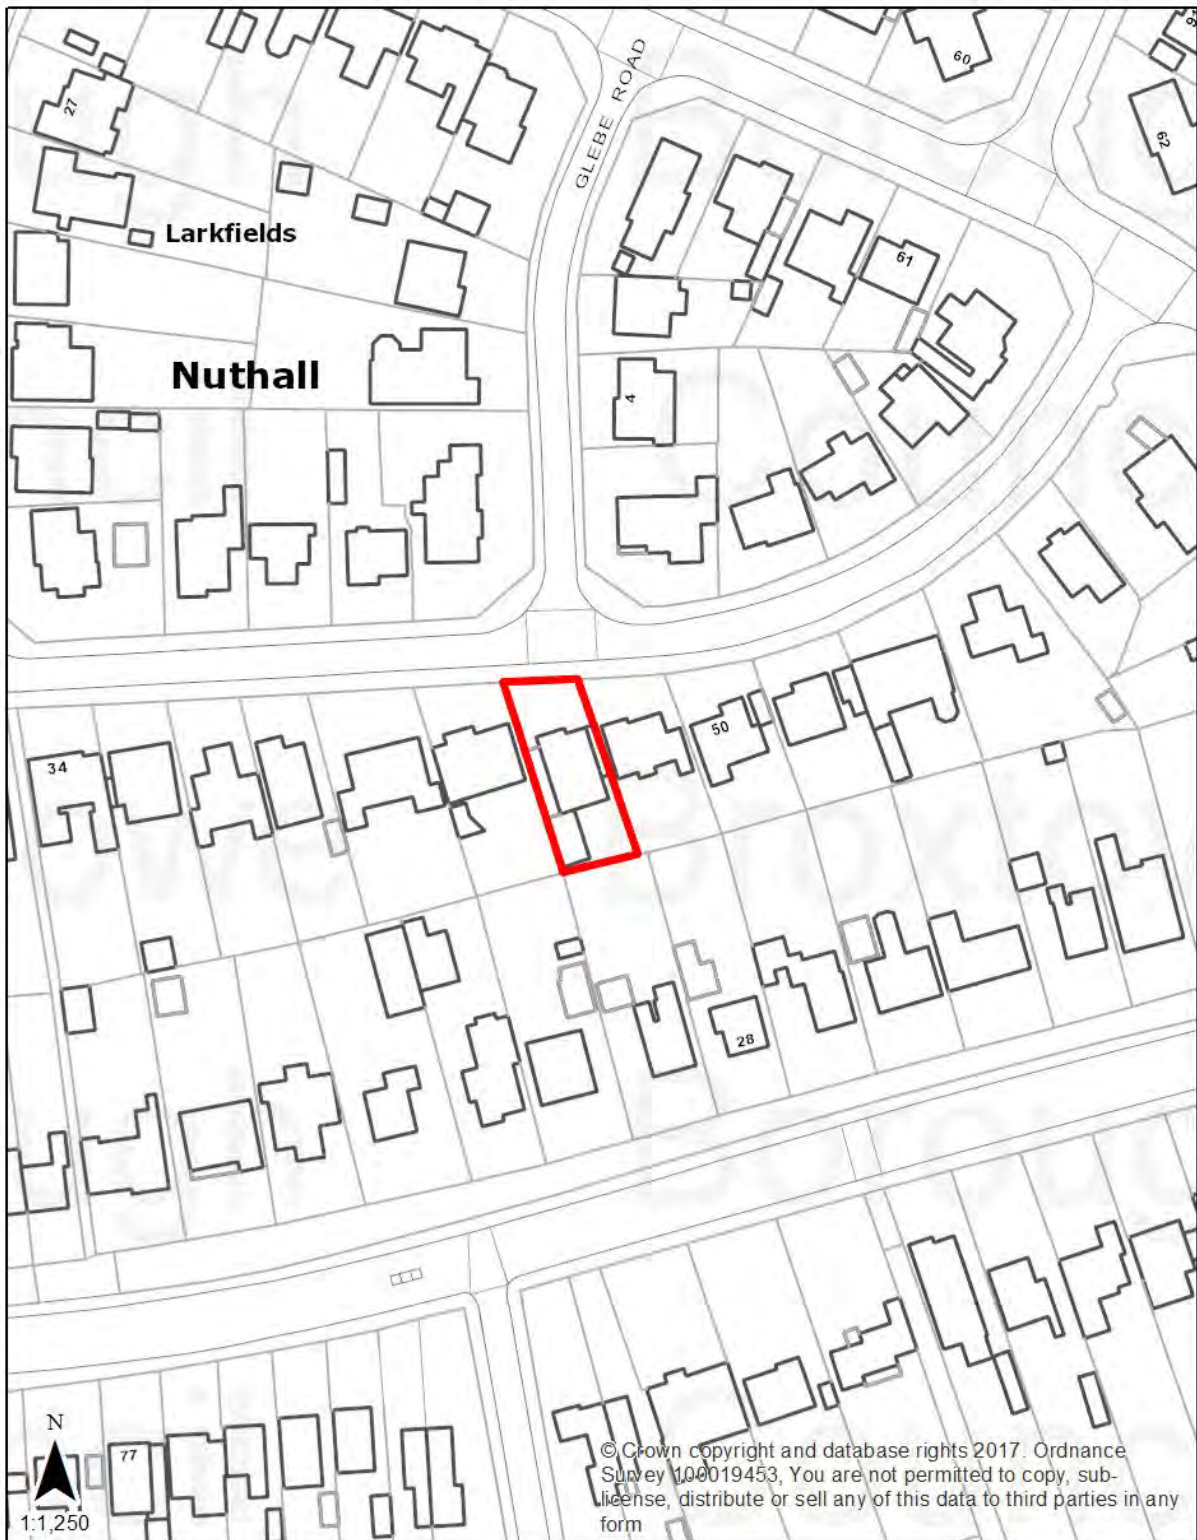 60
91
27
GLEBE ROAD
62
Larkfields
61
Nuthall
4
34
50
28
77
N
1:1,250
© Crown copyright and database rights 2017. Ordnance
Survey 100019453, You are not permitted to copy, sub-
license, distribute or sell any of this data to third parties in any
form